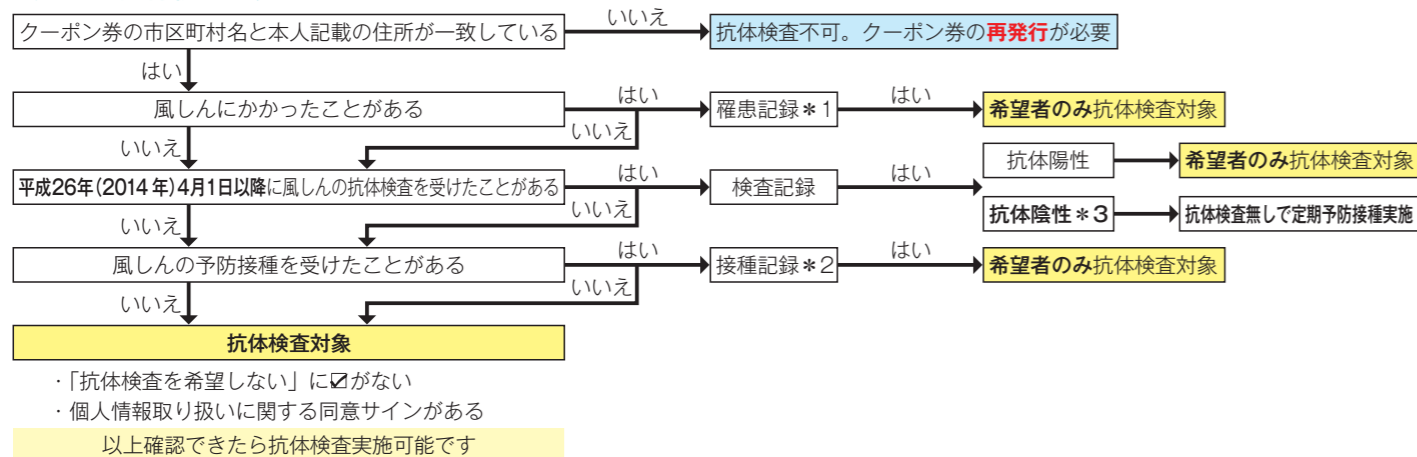 クーポン券の市区町村名と本人記載の住所が一致している
いいえ
抗体検査不可。クーポン券の再発行が必要
はい
風しんにかかったことがある
はい
いいえ
罹患記録＊1
はい
希望者のみ抗体検査対象
いいえ
平成26年(2014年)4月1日以降に風しんの抗体検査を受けたことがある
はい
いいえ
検査記録
はい
抗体陽性
希望者のみ抗体検査対象
抗体陰性＊3
抗体検査無しで定期予防接種実施
いいえ
風しんの予防接種を受けたことがある
はい
いいえ
接種記録＊2
はい
希望者のみ抗体検査対象
いいえ
抗体検査対象
・「抗体検査を希望しない」に☑がない
・個人情報取り扱いに関する同意サインがある
以上確認できたら抗体検査実施可能です